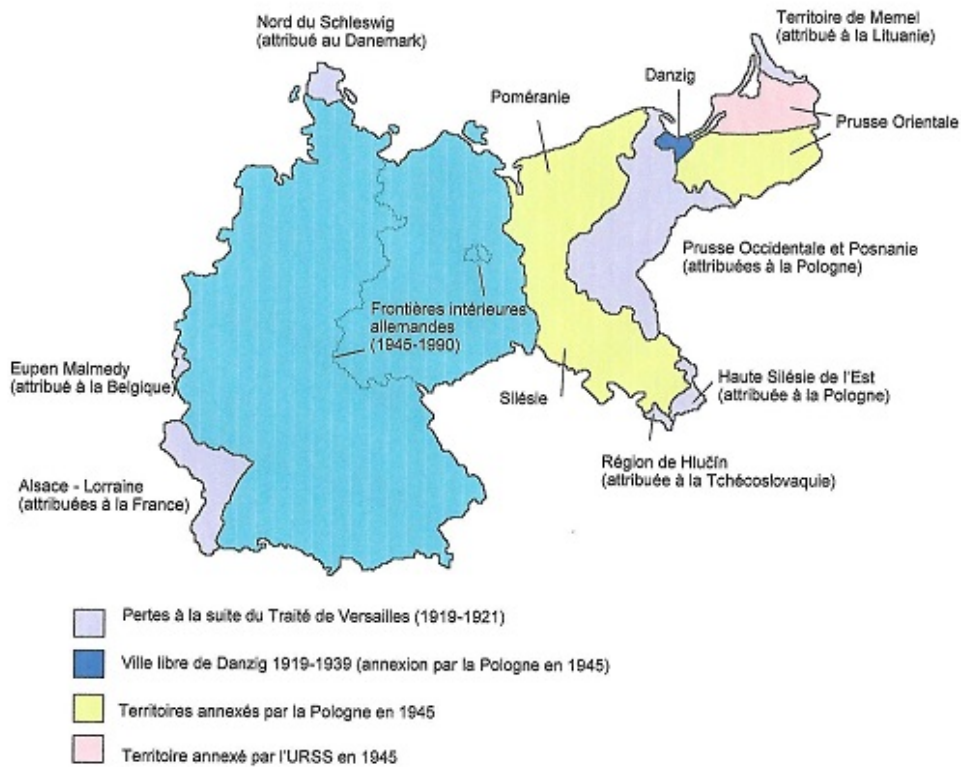 Nord du Schleswig
(attribué au Danemark)
Territoire de Memel
(attribué à la Lituanie)
Danzig
Poméranie
Prusse Orientale
Prusse Occidentale et Posnanie
(attribuées à la Pologne)
Frontières intérieures
allemandes
(1945-1990)
Eupen Malmedy
(attribué à la Belgique)
Silésie
Haute Silésie de l'Est
(attribuée à la Pologne)
Région de Hlučín
(attribuée à la Tchécoslovaquie)
Alsace - Lorraine
(attribuées à la France)
Pertes à la suite du Traité de Versailles (1919-1921)
Ville libre de Danzig 1919-1939 (annexion par la Pologne en 1945)
Territoires annexés par la Pologne en 1945
Territoire annexé par l'URSS en 1945